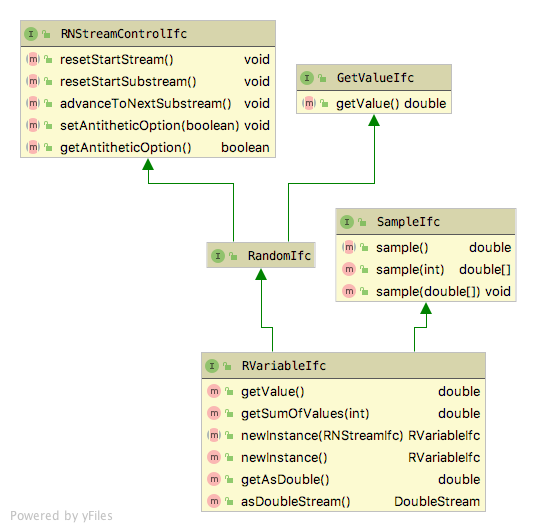 RNStreamControlIfc
resetStartStream() void
resetStartSubstream() void
advanceToNextSubstream() void
setAntitheticOption(boolean) void
getAntitheticOption() boolean
GetValueIfc
getValue() double
SampleIfc
sample() double
sample(int) double[]
sample(double[]) void
RandomIfc
RVariableIfc
getValue() double
getSumOfValues(int) double
newInstance(RNStreamIfc) RVariableIfc
newInstance() RVariableIfc
getAsDouble() double
asDoubleStream() DoubleStream
Powered by yFiles